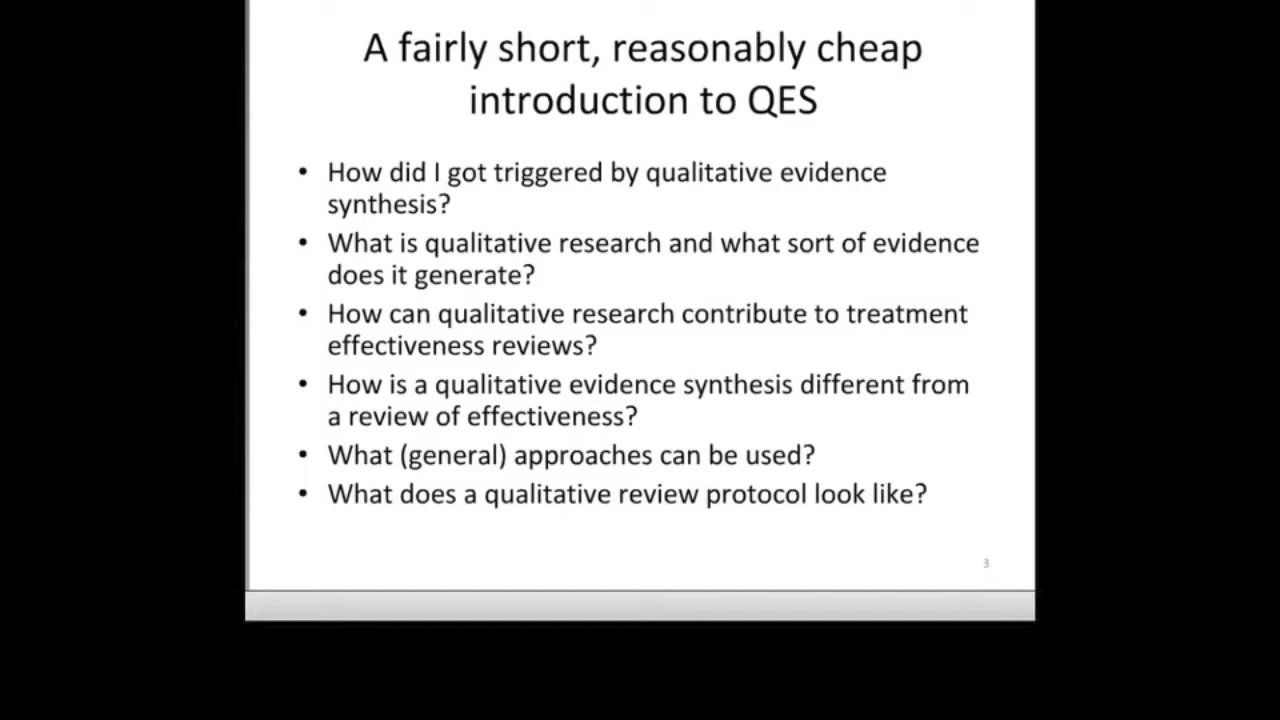 A fairly short, reasonably cheap
introduction to QES
• How did I got triggered by qualitative evidence
synthesis?
• What is qualitative research and what sort of evidence
does it generate?
• How can qualitative research contribute to treatment
effectiveness reviews?
• How is a qualitative evidence synthesis different from
a review of effectiveness?
• What (general) approaches can be used?
• What does a qualitative review protocol look like?
3